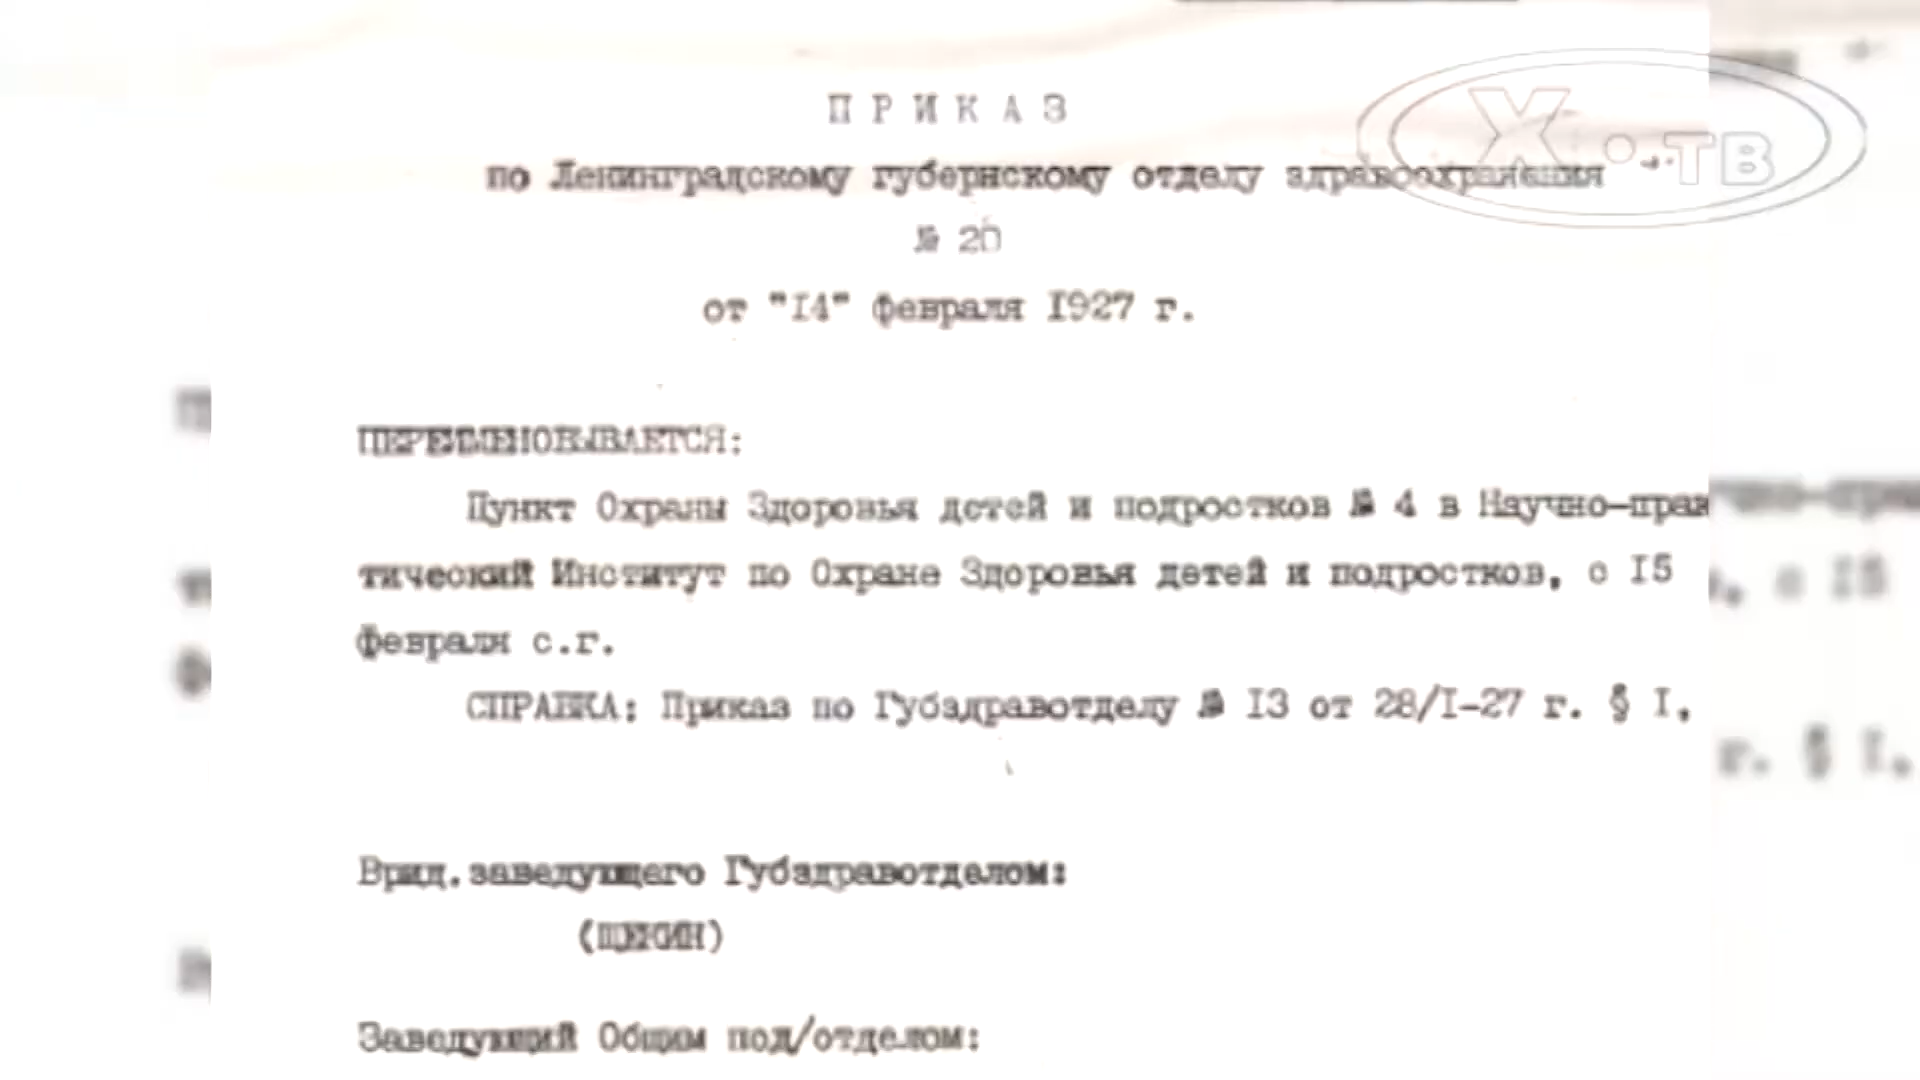 ПРИКАЗ
по Ленинградскому губернскому отделу здравоохранения
№ 20
от "14" февраля 1927 г.
ПЕРЕИМЕНОВЫВАЕТСЯ:
Пункт Охраны Здоровья детей и подростков № 4 в Научно-прак
тический Институт по Охране Здоровья детей и подростков, с 15
февраля с.г.
СПРАВКА: Приказ по Губздравотделу № 13 от 28/I-27 г. § I,
Врид.заведующего Губздравотделом:
(ЩЕКИН)
Заведующий Общим под/отделом:
Х·ТВ